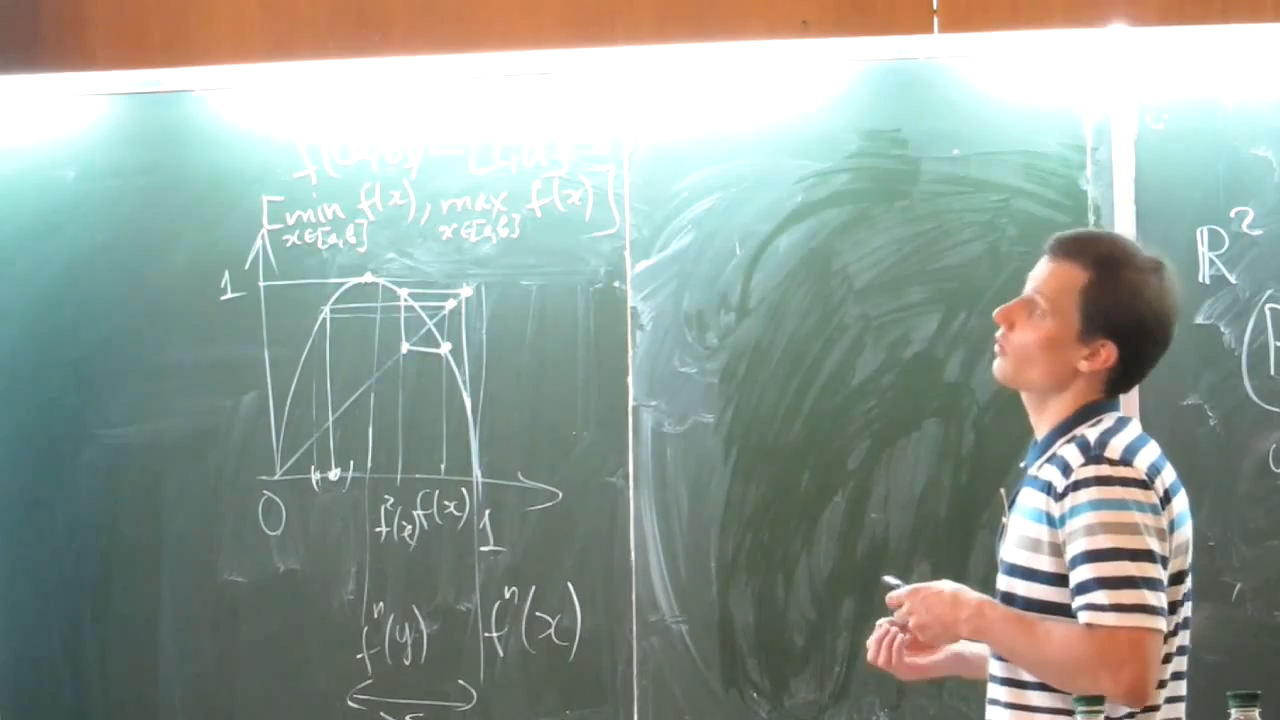 [min f(x), max f(x)]
x∈[a,b] x∈[a,b]
1
0
f²(x) f(x) 1
fⁿ(y) fⁿ(x)
ℝ²